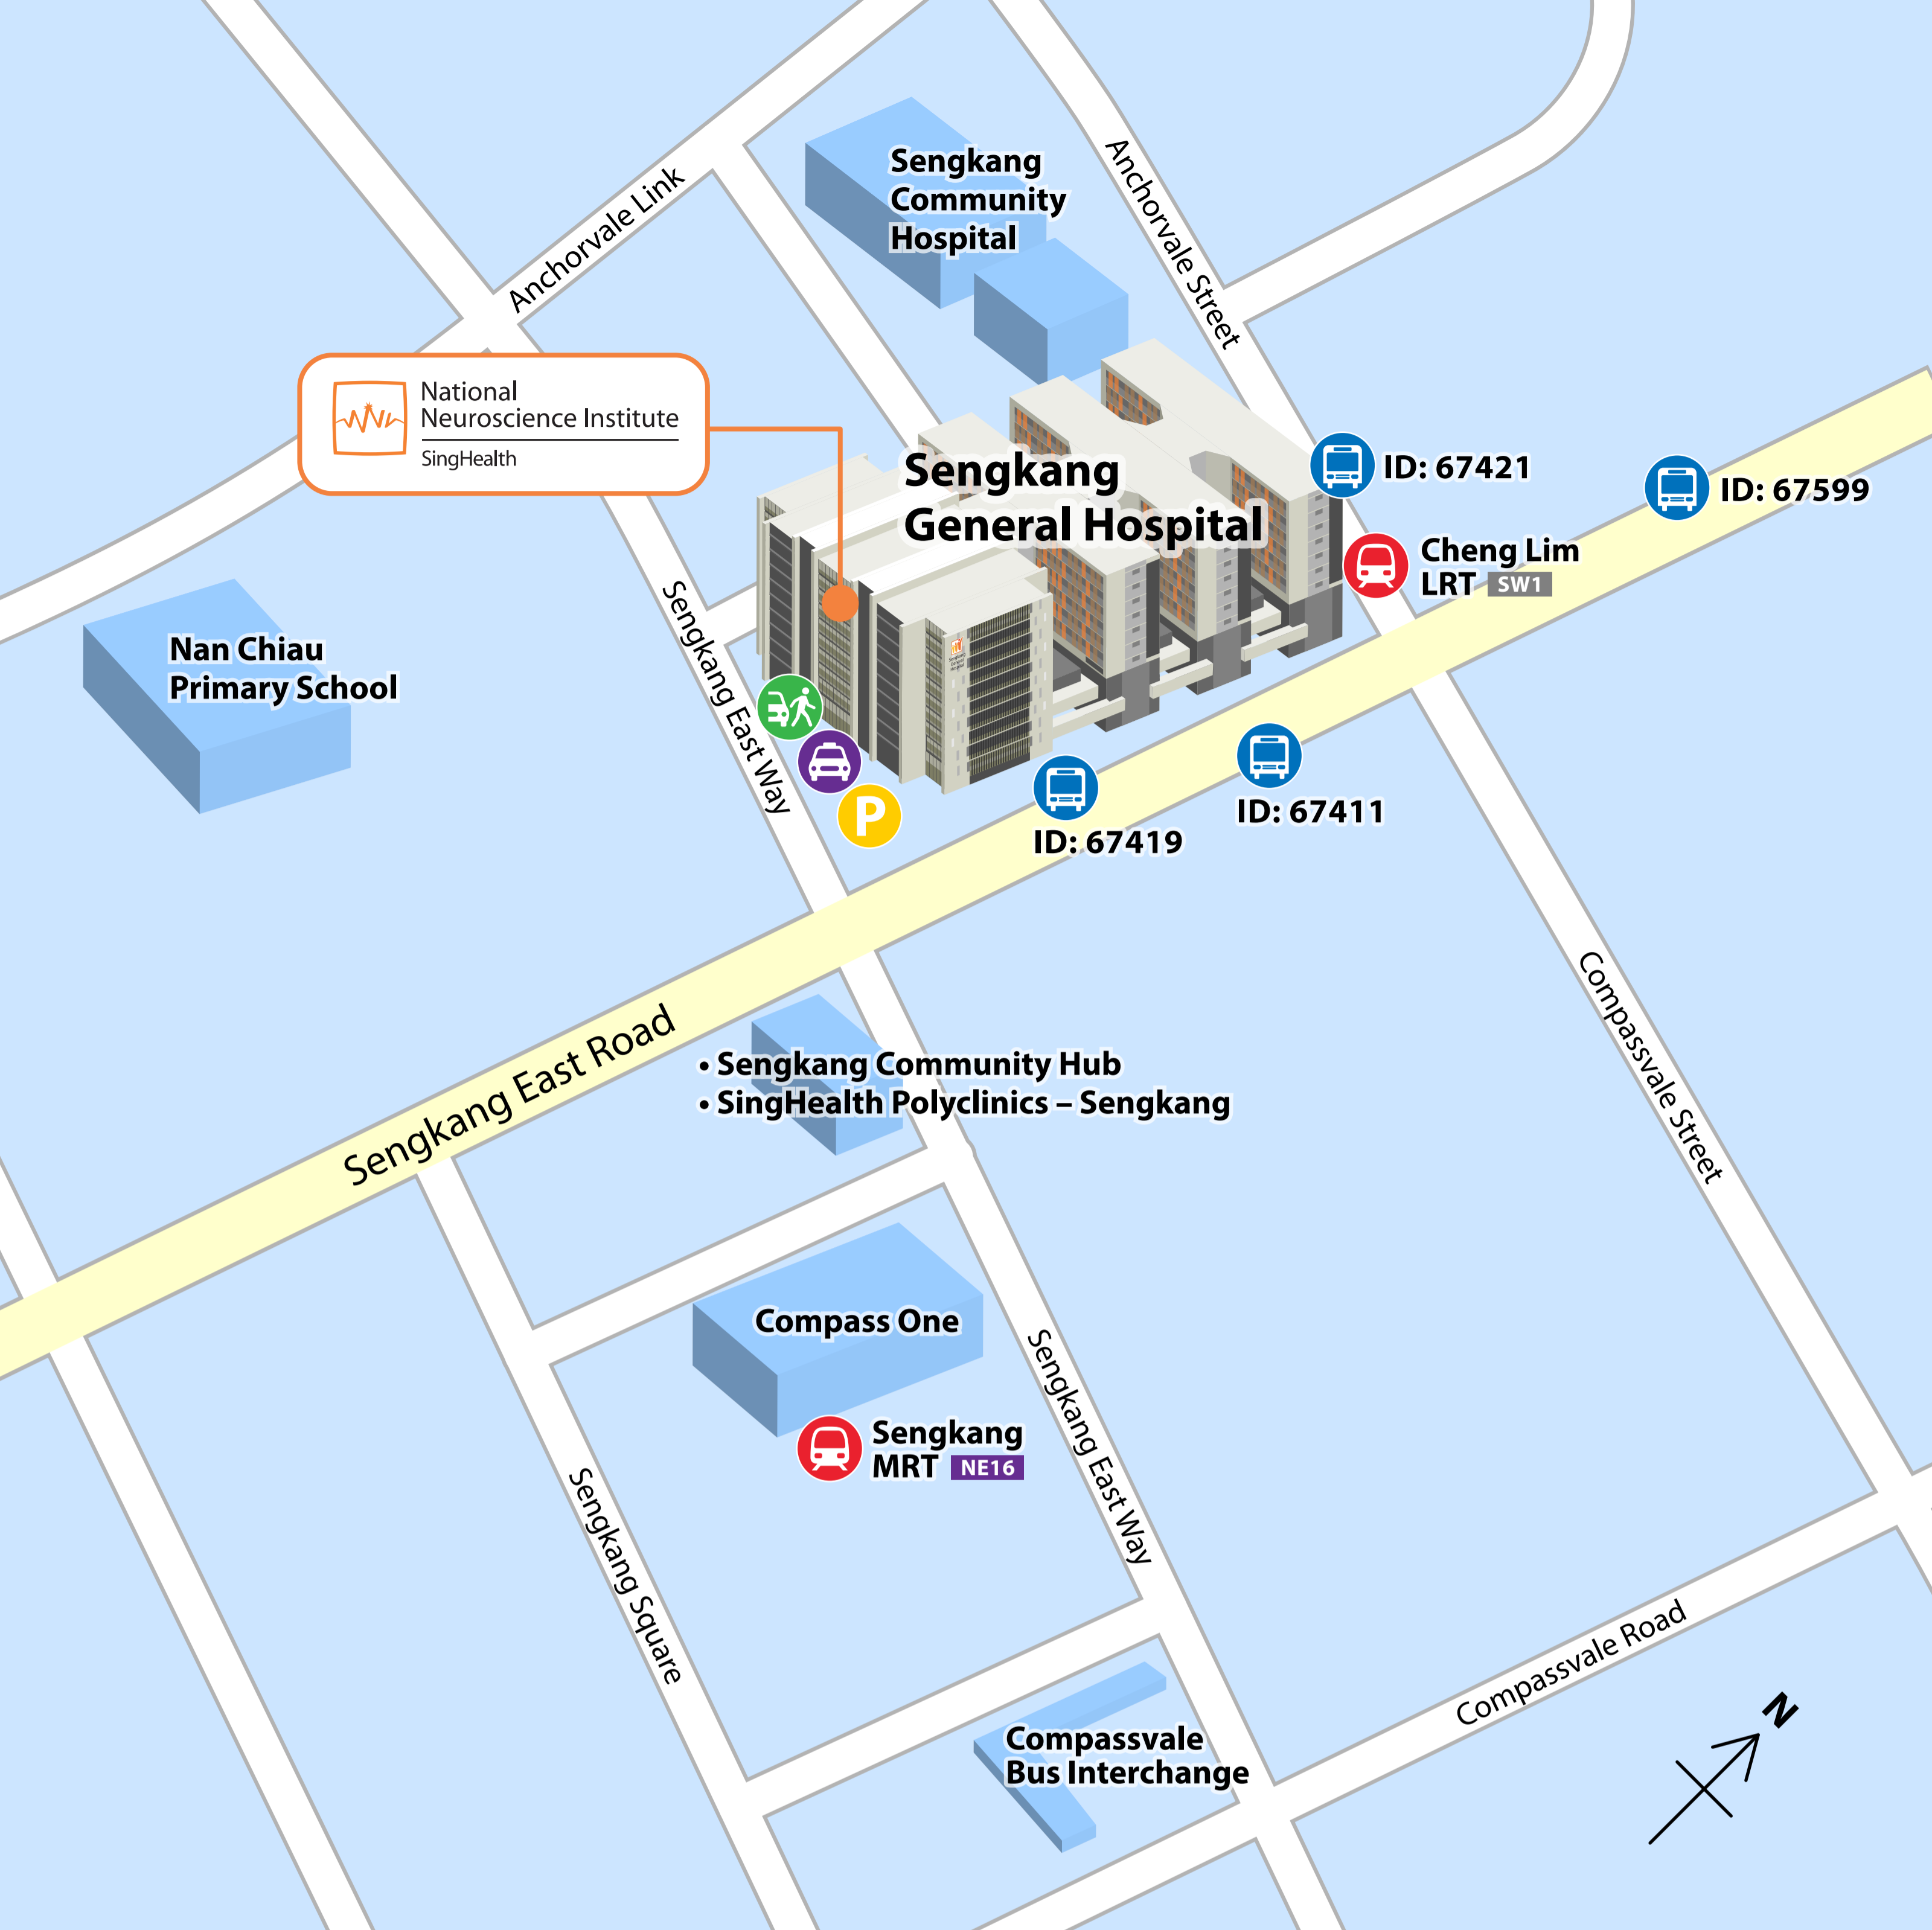 Anchorvale Link
Sengkang
Community
Hospital
Anchorvale Street
National
Neuroscience Institute
SingHealth
Sengkang
General Hospital
ID: 67421
ID: 67599
Cheng Lim
LRT SW1
Nan Chiau
Primary School
Sengkang East Way
P
ID: 67419
ID: 67411
Sengkang East Road
• Sengkang Community Hub
• SingHealth Polyclinics – Sengkang
Compassvale Street
Compass One
Sengkang
MRT NE16
Sengkang East Way
Sengkang Square
Compassvale
Bus Interchange
Compassvale Road
N